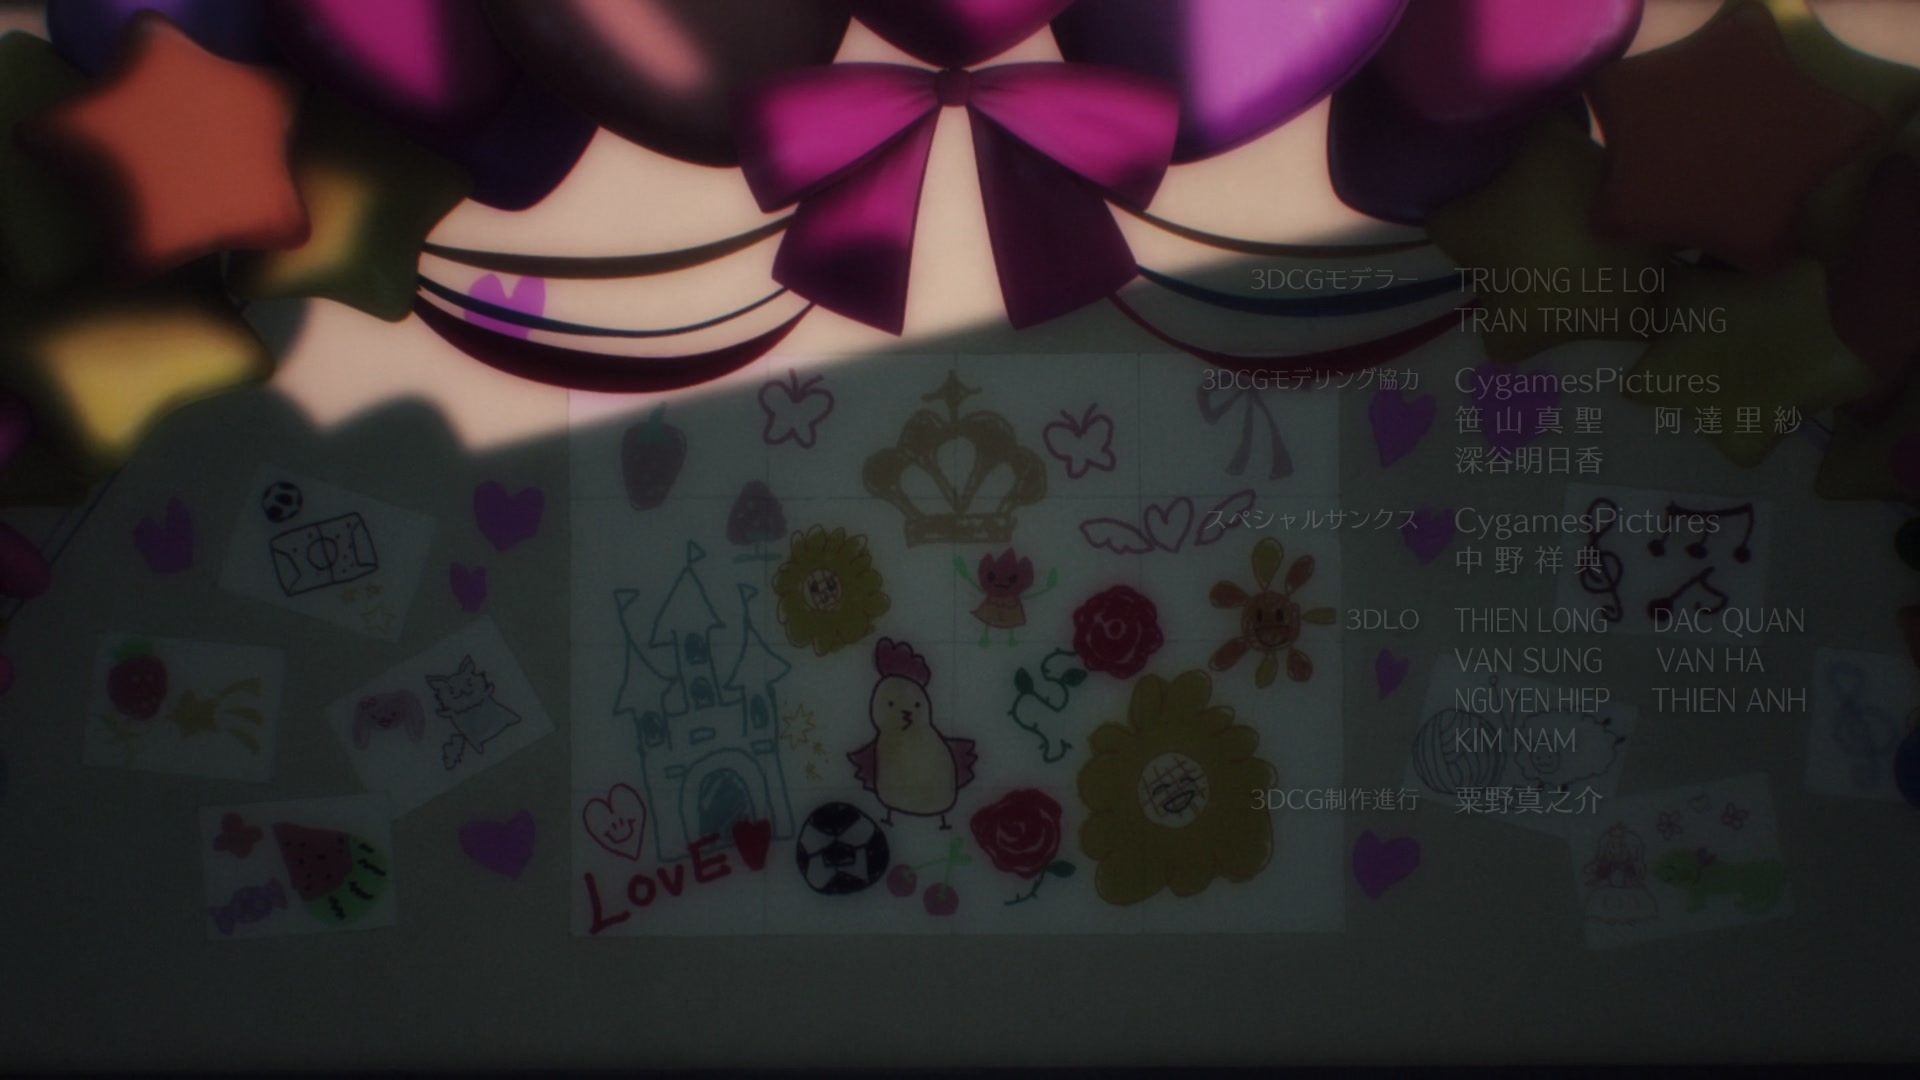 3DCGモデラー TRUONG LE LOI
TRAN TRINH QUANG
3DCGモデリング協力 CygamesPictures
笹山真聖 阿達里紗
深谷明日香
スペシャルサンクス CygamesPictures
中野祥典
3DLO THIEN LONG DAC QUAN
VAN SUNG VAN HA
NGUYEN HIEP THIEN ANH
KIM NAM
3DCG制作進行 粟野真之介
LOVE